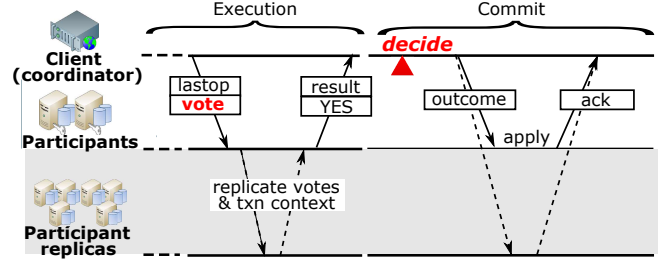 Execution
Commit
Client
(coordinator)
decide
lastop
vote
result
YES
outcome
ack
Participants
apply
replicate votes
& txn context
Participant
replicas